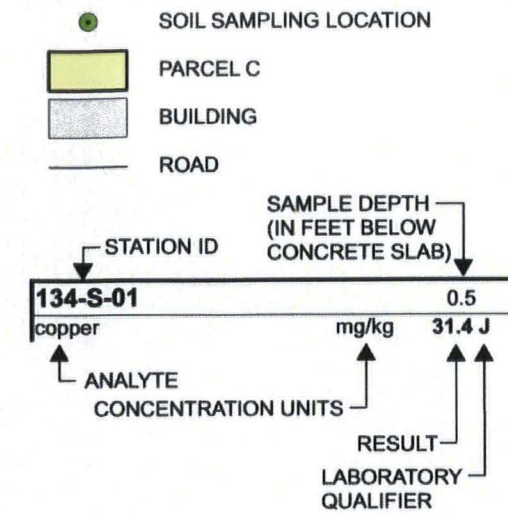 SOIL SAMPLING LOCATION
PARCEL C
BUILDING
ROAD
SAMPLE DEPTH
(IN FEET BELOW
CONCRETE SLAB)
STATION ID
134-S-01 0.5
copper mg/kg 31.4 J
ANALYTE
CONCENTRATION UNITS
RESULT
LABORATORY
QUALIFIER